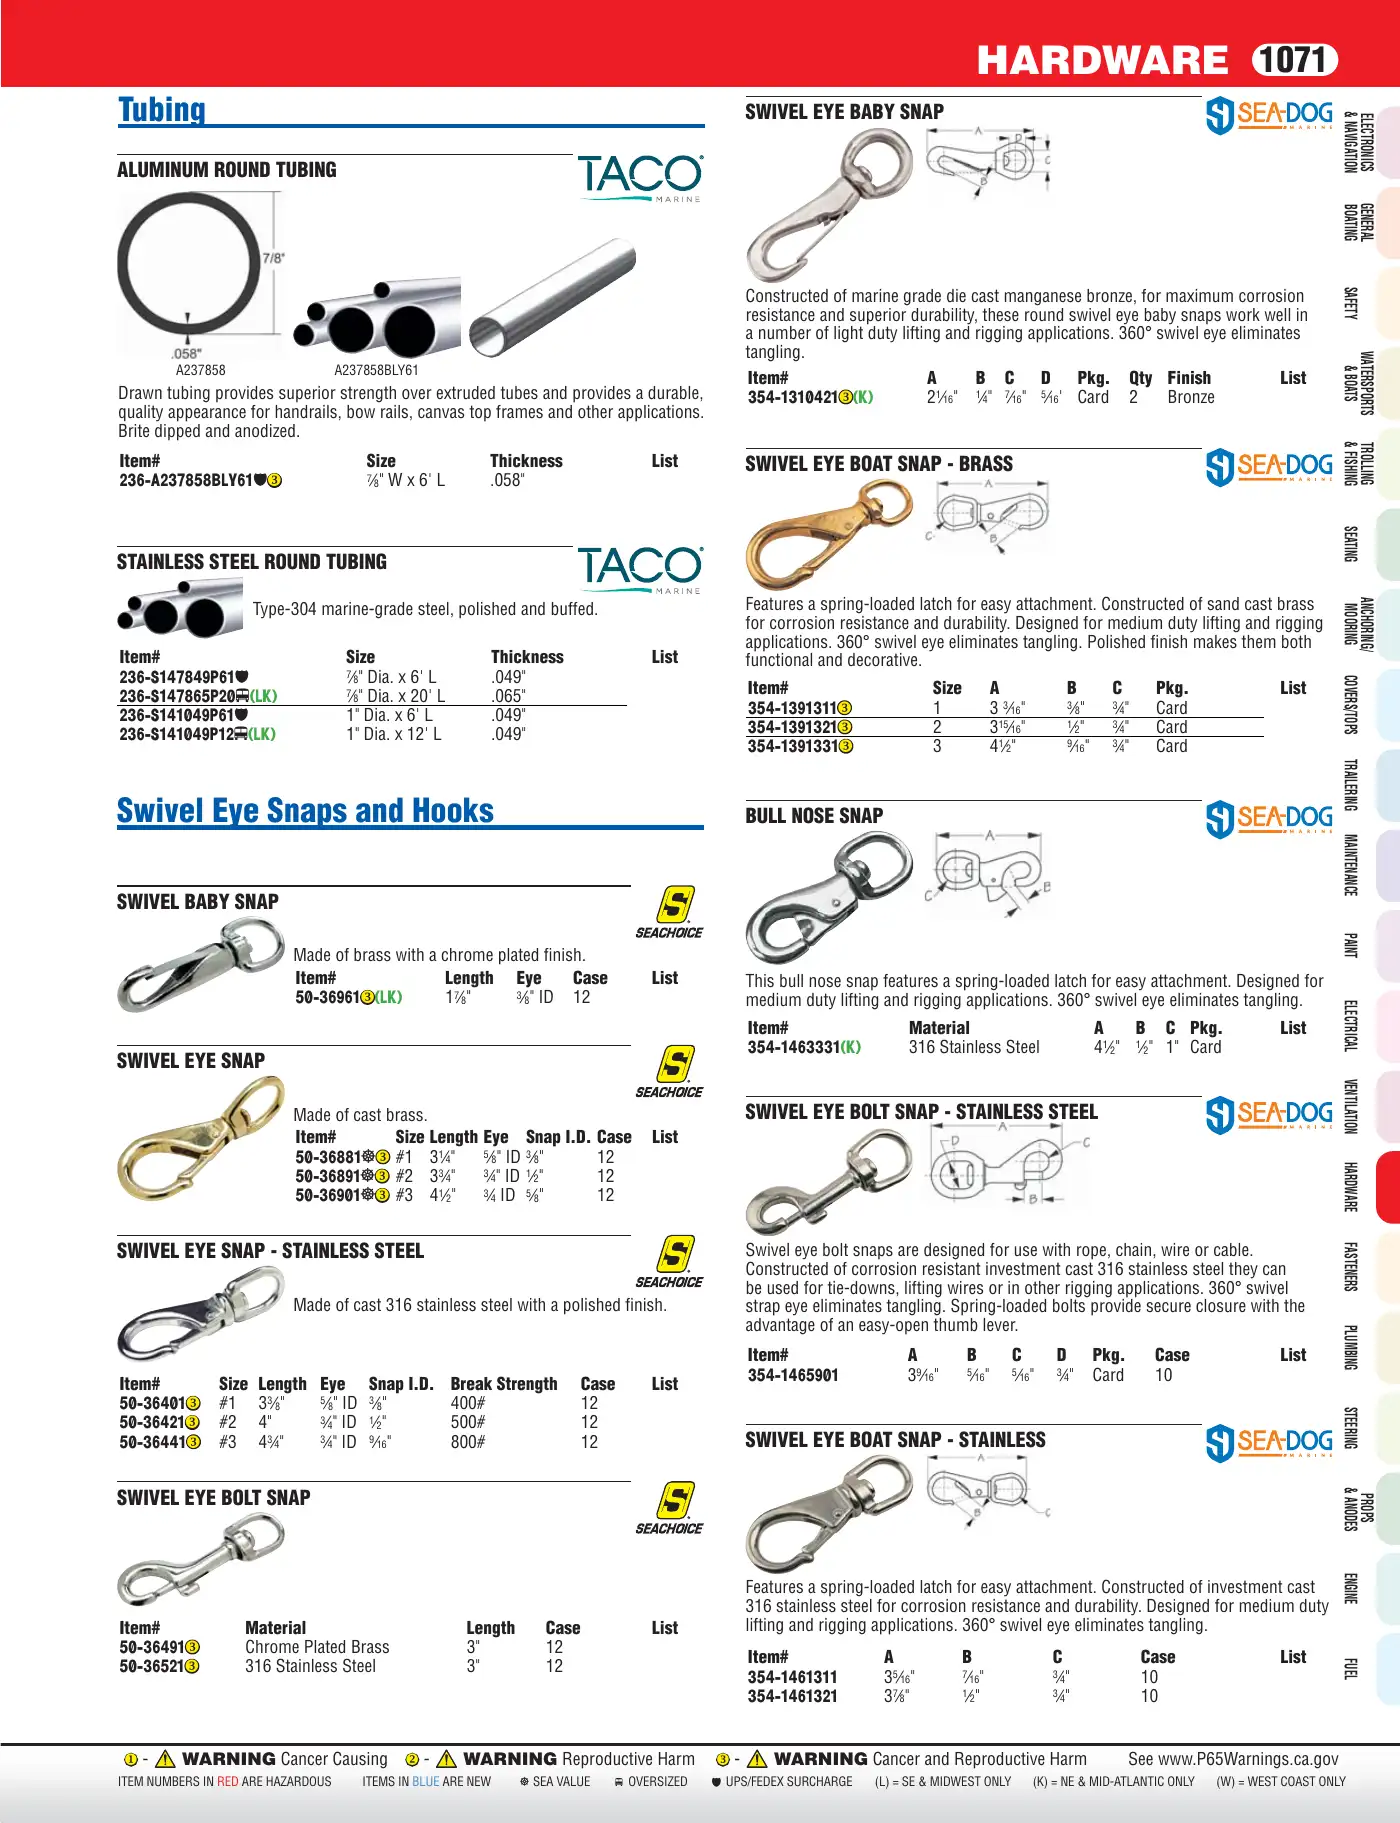 HARDWARE 1071
Tubing
ALUMINUM ROUND TUBING
TACO
MARINE
7/8"
.058"
A237858
A237858BLY61
Drawn tubing provides superior strength over extruded tubes and provides a durable,
quality appearance for handrails, bow rails, canvas top frames and other applications.
Brite dipped and anodized.
Item# Size Thickness List
236-A237858BLY61 3 ⅞" W x 6' L .058"
STAINLESS STEEL ROUND TUBING
TACO
MARINE
Type-304 marine-grade steel, polished and buffed.
Item# Size Thickness List
236-S147849P61 ⅞" Dia. x 6' L .049"
236-S147865P20 (LK) ⅞" Dia. x 20' L .065"
236-S141049P61 1" Dia. x 6' L .049"
236-S141049P12 (LK) 1" Dia. x 12' L .049"
Swivel Eye Snaps and Hooks
SWIVEL BABY SNAP
S
SEACHOICE
Made of brass with a chrome plated finish.
Item# Length Eye Case List
50-36961 3 (LK) 1⅞" ⅜" ID 12
SWIVEL EYE SNAP
S
SEACHOICE
Made of cast brass.
Item# Size Length Eye Snap I.D. Case List
50-36881 3 #1 3¼" ⅝" ID ⅜" 12
50-36891 3 #2 3¾" ¾" ID ½" 12
50-36901 3 #3 4½" ¾ ID ⅝" 12
SWIVEL EYE SNAP - STAINLESS STEEL
S
SEACHOICE
Made of cast 316 stainless steel with a polished finish.
Item# Size Length Eye Snap I.D. Break Strength Case List
50-36401 3 #1 3⅜" ⅝" ID ⅜" 400# 12
50-36421 3 #2 4" ¾" ID ½" 500# 12
50-36441 3 #3 4¾" ¾" ID 9⁄16" 800# 12
SWIVEL EYE BOLT SNAP
S
SEACHOICE
Item# Material Length Case List
50-36491 3 Chrome Plated Brass 3" 12
50-36521 3 316 Stainless Steel 3" 12
SWIVEL EYE BABY SNAP
SEA-DOG
MARINE
A
D
C
B
Constructed of marine grade die cast manganese bronze, for maximum corrosion
resistance and superior durability, these round swivel eye baby snaps work well in
a number of light duty lifting and rigging applications. 360° swivel eye eliminates
tangling.
Item# A B C D Pkg. Qty Finish List
354-1310421 3 (K) 2 1⁄16" ¼" 7⁄16" 5⁄16' Card 2 Bronze
SWIVEL EYE BOAT SNAP - BRASS
SEA-DOG
MARINE
A
C
B
Features a spring-loaded latch for easy attachment. Constructed of sand cast brass
for corrosion resistance and durability. Designed for medium duty lifting and rigging
applications. 360° swivel eye eliminates tangling. Polished finish makes them both
functional and decorative.
Item# Size A B C Pkg. List
354-1391311 3 1 3 3⁄16" ⅜" ¾" Card
354-1391321 3 2 3 15⁄16" ½" ¾" Card
354-1391331 3 3 4½" 9⁄16" ¾" Card
BULL NOSE SNAP
SEA-DOG
MARINE
A
C
B
This bull nose snap features a spring-loaded latch for easy attachment. Designed for
medium duty lifting and rigging applications. 360° swivel eye eliminates tangling.
Item# Material A B C Pkg. List
354-1463331(K) 316 Stainless Steel 4½" ½" 1" Card
SWIVEL EYE BOLT SNAP - STAINLESS STEEL
SEA-DOG
MARINE
A
D
C
B
Swivel eye bolt snaps are designed for use with rope, chain, wire or cable.
Constructed of corrosion resistant investment cast 316 stainless steel they can
be used for tie-downs, lifting wires or in other rigging applications. 360° swivel
strap eye eliminates tangling. Spring-loaded bolts provide secure closure with the
advantage of an easy-open thumb lever.
Item# A B C D Pkg. Case List
354-1465901 3 9⁄16" 5⁄16" 5⁄16" ¾" Card 10
SWIVEL EYE BOAT SNAP - STAINLESS
SEA-DOG
MARINE
A
B
C
Features a spring-loaded latch for easy attachment. Constructed of investment cast
316 stainless steel for corrosion resistance and durability. Designed for medium duty
lifting and rigging applications. 360° swivel eye eliminates tangling.
Item# A B C Case List
354-1461311 3 5⁄16" 7⁄16" ¾" 10
354-1461321 3⅞" ½" ¾" 10
ELECTRONICS
& NAVIGATION
GENERAL
BOATING
SAFETY
WATERSPORTS
& BOATS
TROLLING
& FISHING
SEATING
ANCHORING/
MOORING
COVERS/TOPS
TRAILERING
MAINTENANCE
PAINT
ELECTRICAL
VENTILATION
HARDWARE
FASTENERS
PLUMBING
STEERING
PROPS
& ANODES
ENGINE
FUEL
1 - WARNING Cancer Causing 2 - WARNING Reproductive Harm 3 - WARNING Cancer and Reproductive Harm See www.P65Warnings.ca.gov
ITEM NUMBERS IN RED ARE HAZARDOUS ITEMS IN BLUE ARE NEW SEA VALUE OVERSIZED UPS/FEDEX SURCHARGE (L) = SE & MIDWEST ONLY (K) = NE & MID-ATLANTIC ONLY (W) = WEST COAST ONLY